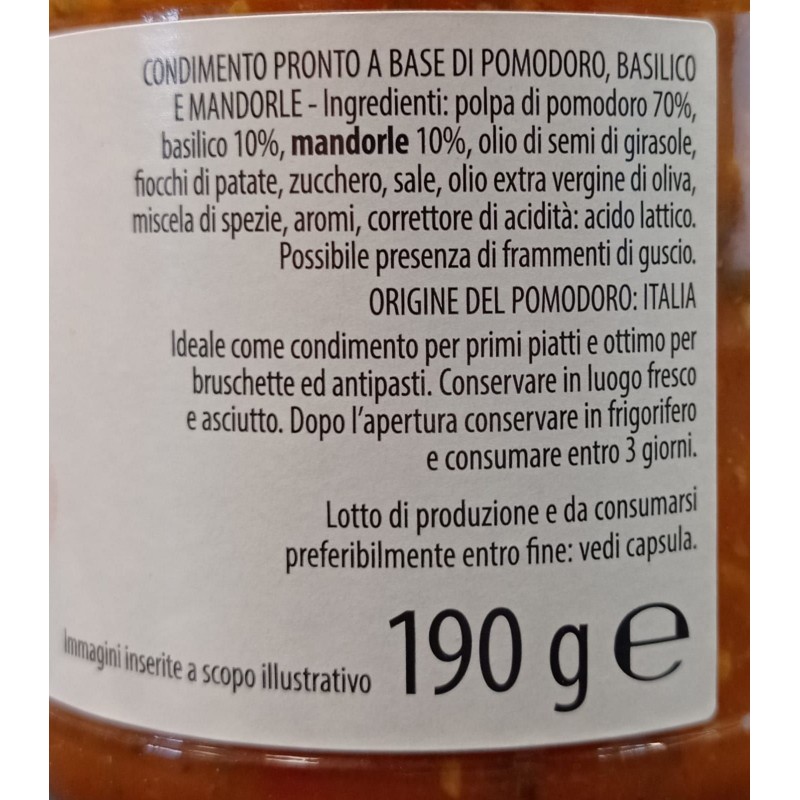 CONDIMENTO PRONTO A BASE DI POMODORO, BASILICO
E MANDORLE - Ingredienti: polpa di pomodoro 70%,
basilico 10%, mandorle 10%, olio di semi di girasole,
fiocchi di patate, zucchero, sale, olio extra vergine di oliva,
miscela di spezie, aromi, correttore di acidità: acido lattico.
Possibile presenza di frammenti di guscio.
ORIGINE DEL POMODORO: ITALIA
Ideale come condimento per primi piatti e ottimo per
bruschette ed antipasti. Conservare in luogo fresco
e asciutto. Dopo l'apertura conservare in frigorifero
e consumare entro 3 giorni.
Lotto di produzione e da consumarsi
preferibilmente entro fine: vedi capsula.
Immagini inserite a scopo illustrativo
190 g ℮